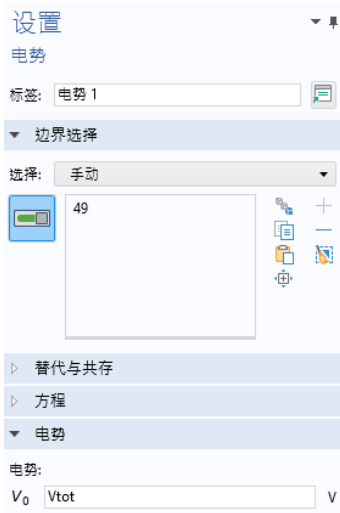 设置
电势
标签: 电势 1
边界选择
选择: 手动
49
替代与共存
方程
电势
电势:
V₀ Vtot V